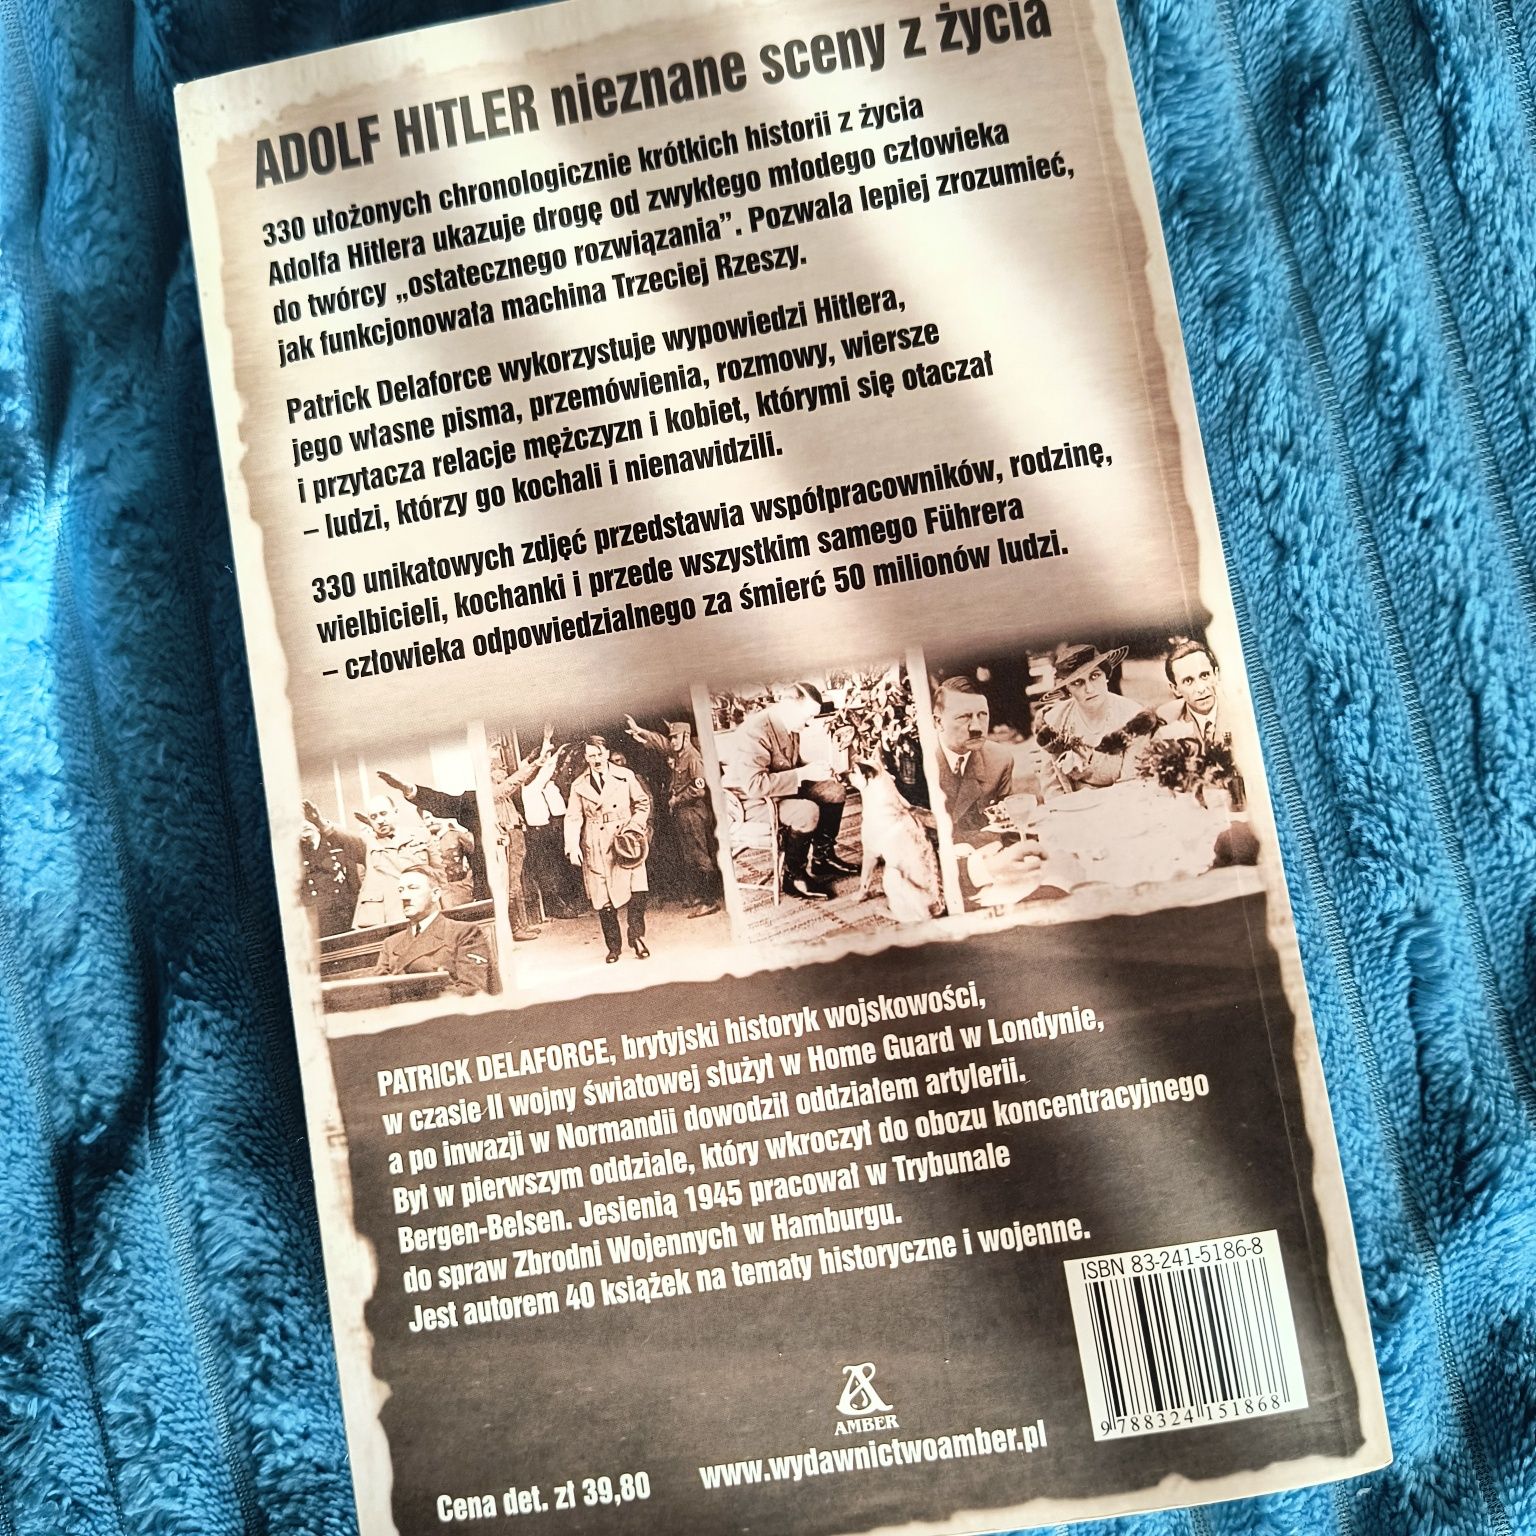 ADOLF HITLER nieznane sceny z życia
330 ułożonych chronologicznie krótkich historii z życia
Adolfa Hitlera ukazuje drogę od zwykłego młodego człowieka
do twórcy „ostatecznego rozwiązania”. Pozwala lepiej zrozumieć,
jak funkcjonowała machina Trzeciej Rzeszy.
Patrick Delaforce wykorzystuje wypowiedzi Hitlera,
jego własne pisma, przemówienia, rozmowy, wiersze
i przytacza relacje mężczyzn i kobiet, którymi się otaczał
– ludzi, którzy go kochali i nienawidzili.
330 unikatowych zdjęć przedstawia współpracowników, rodzinę,
wielbicieli, kochanki i przede wszystkim samego Führera
– człowieka odpowiedzialnego za śmierć 50 milionów ludzi.
PATRICK DELAFORCE, brytyjski historyk wojskowości,
w czasie II wojny światowej służył w Home Guard w Londynie,
a po inwazji w Normandii dowodził oddziałem artylerii.
Był w pierwszym oddziale, który wkroczył do obozu koncentracyjnego
Bergen-Belsen. Jesienią 1945 pracował w Trybunale
do spraw Zbrodni Wojennych w Hamburgu.
Jest autorem 40 książek na tematy historyczne i wojenne.
ISBN 83-241-5186-8
9 788324 151868
AMBER
Cena det. zł 39,80
www.wydawnictwoamber.pl